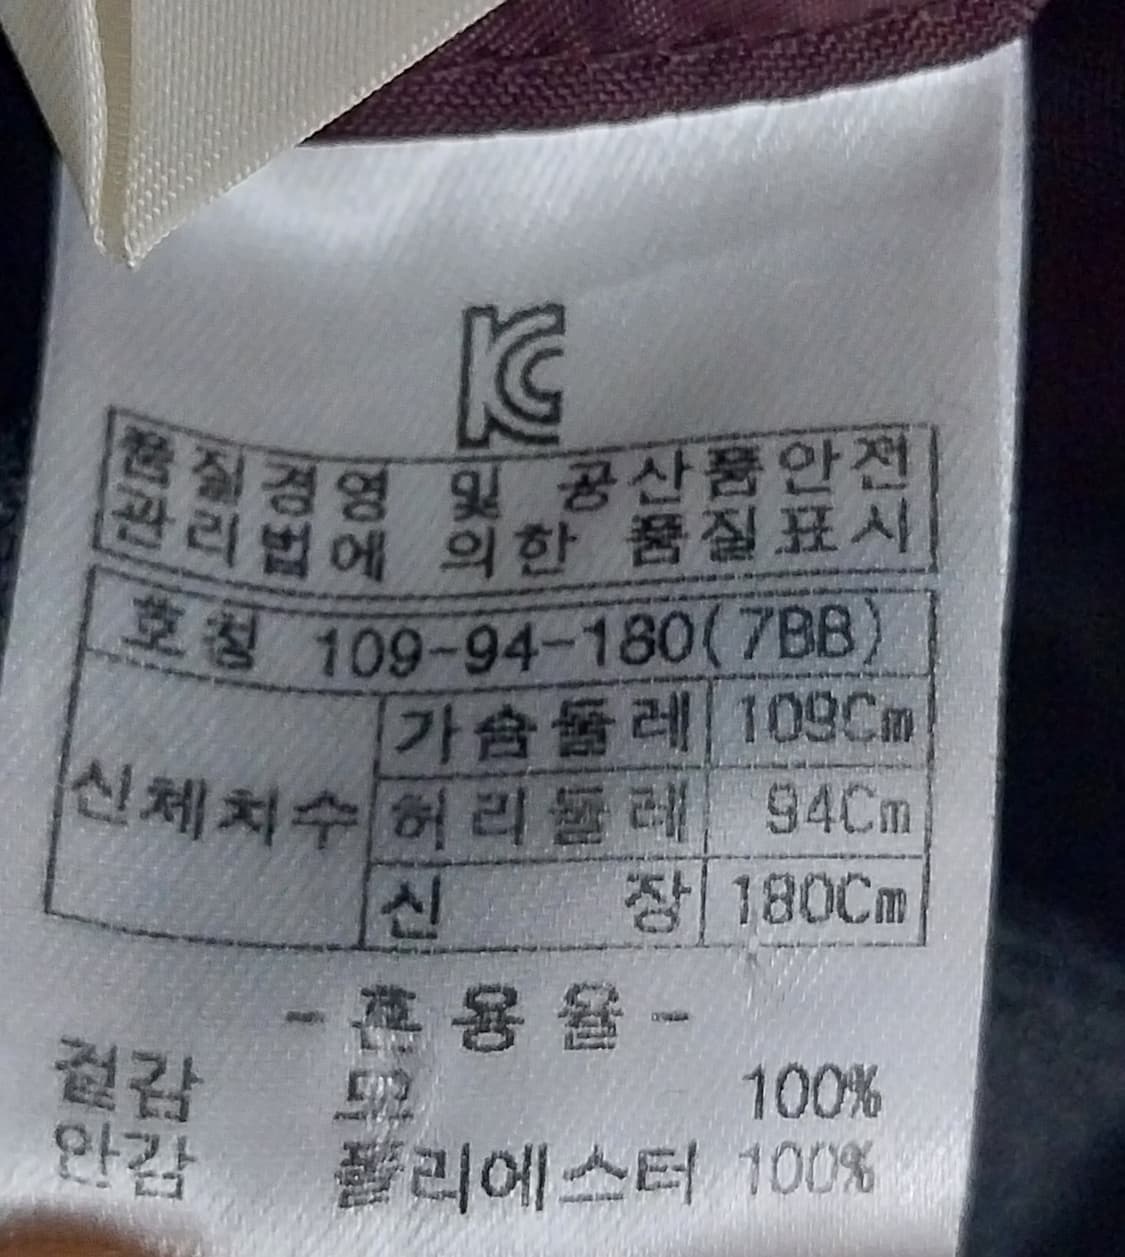 KC
품질경영 및 공산품안전
관리법에 의한 품질표시
호칭 109-94-180(7BB)
신체치수
가슴둘레 109Cm
허리둘레 94Cm
신 장 180Cm
- 혼 용 율 -
겉감 모 100%
안감 폴리에스터 100%